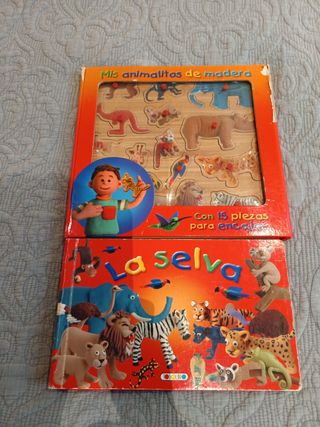 Mis animalitos de madera
Con 15 piezas
para encajar
La selva